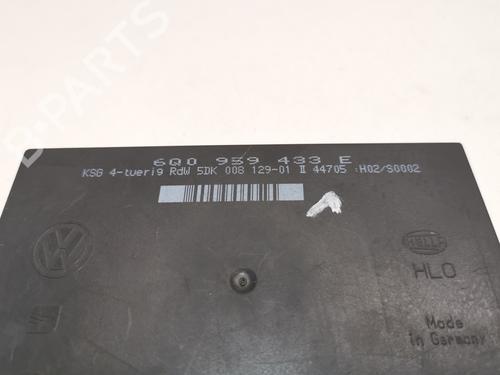 6Q0 959 433 E
KSG 4-tuerig RdW 5DK 008 129-01 II 44705 :H02/S0002
HELLA
HLO
Made
in Germany